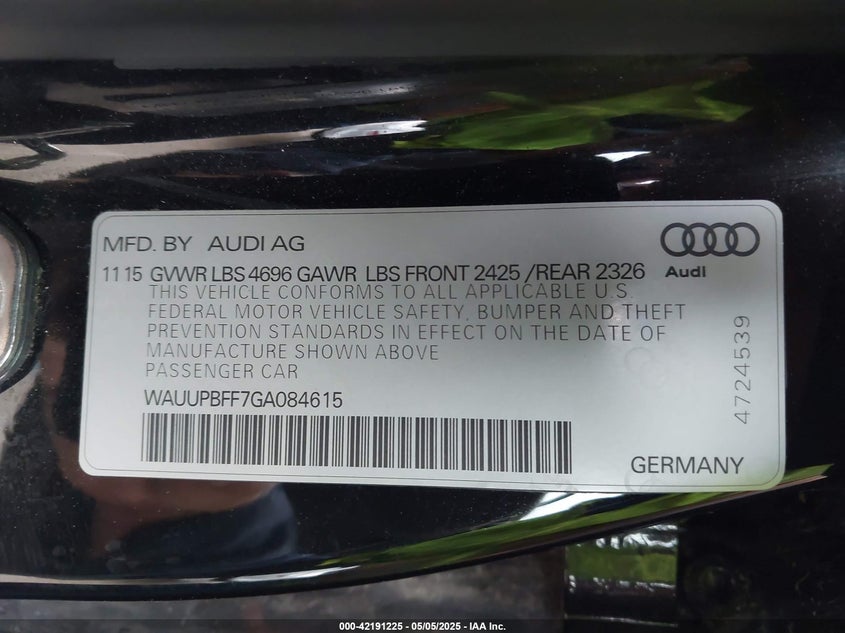 MFD. BY AUDI AG
Audi
11 15 GVWR LBS 4696 GAWR LBS FRONT 2425 /REAR 2326
THIS VEHICLE CONFORMS TO ALL APPLICABLE U.S.
FEDERAL MOTOR VEHICLE SAFETY, BUMPER AND THEFT
PREVENTION STANDARDS IN EFFECT ON THE DATE OF
MANUFACTURE SHOWN ABOVE
PASSENGER CAR
WAUUPBFF7GA084615
4724539
GERMANY
000-42191225 - 05/05/2025 - IAA Inc.